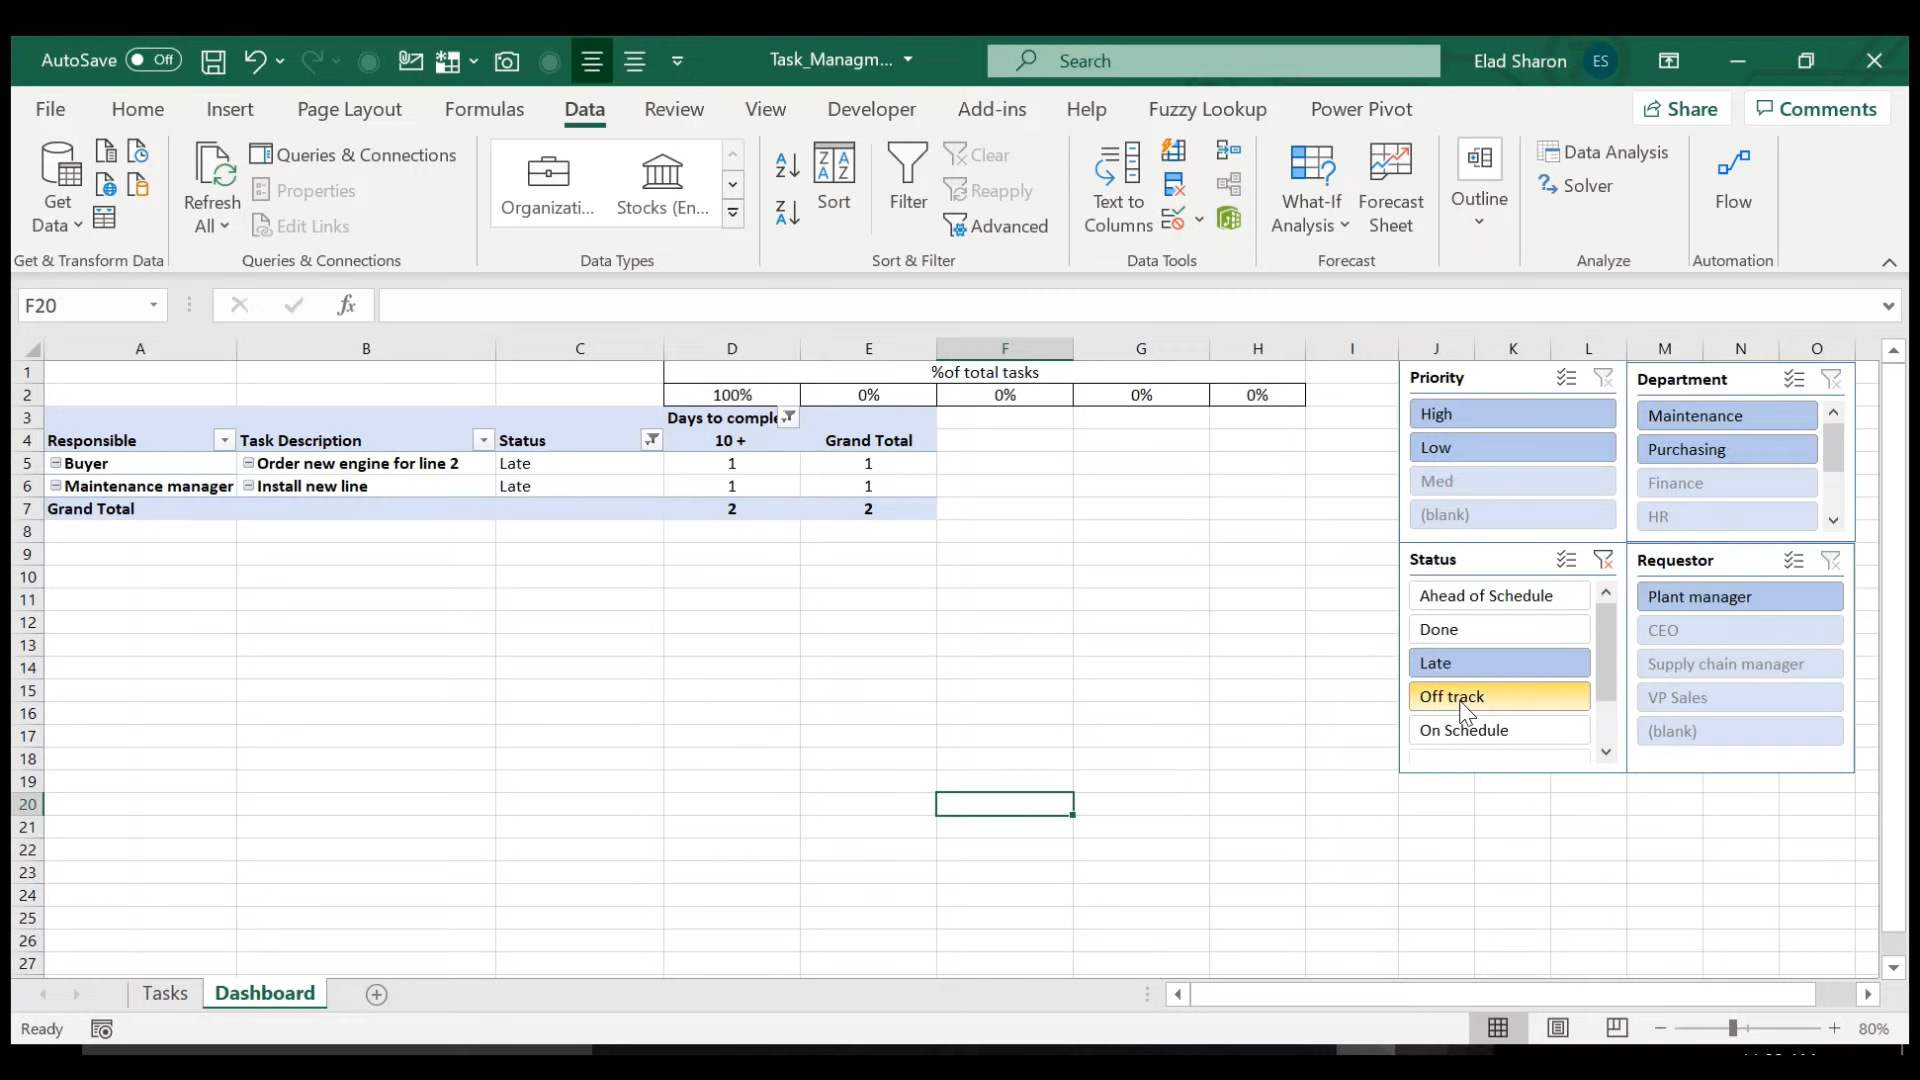 AutoSave Off Task_Managm... Search Elad Sharon ES
File Home Insert Page Layout Formulas Data Review View Developer Add-ins Help Fuzzy Lookup Power Pivot Share Comments
Get Data
Refresh All
Queries & Connections
Properties
Edit Links
Organizati...
Stocks (En...
Sort
Filter
Clear
Reapply
Advanced
Text to Columns
What-If Analysis
Forecast Sheet
Outline
Data Analysis
Solver
Flow
Get & Transform Data Queries & Connections Data Types Sort & Filter Data Tools Forecast Analyze Automation
F20 fx
A B C D E F G H I J K L M N O
1 %of total tasks
2 100% 0% 0% 0% 0%
3 Days to comple
4 Responsible Task Description Status 10 + Grand Total
5 Buyer Order new engine for line 2 Late 1 1
6 Maintenance manager Install new line Late 1 1
7 Grand Total 2 2
8
9
10
11
12
13
14
15
16
17
18
19
20
21
22
23
24
25
26
27
Priority
High
Low
Med
(blank)
Department
Maintenance
Purchasing
Finance
HR
Status
Ahead of Schedule
Done
Late
Off track
On Schedule
Requestor
Plant manager
CEO
Supply chain manager
VP Sales
(blank)
Tasks Dashboard
Ready 80%